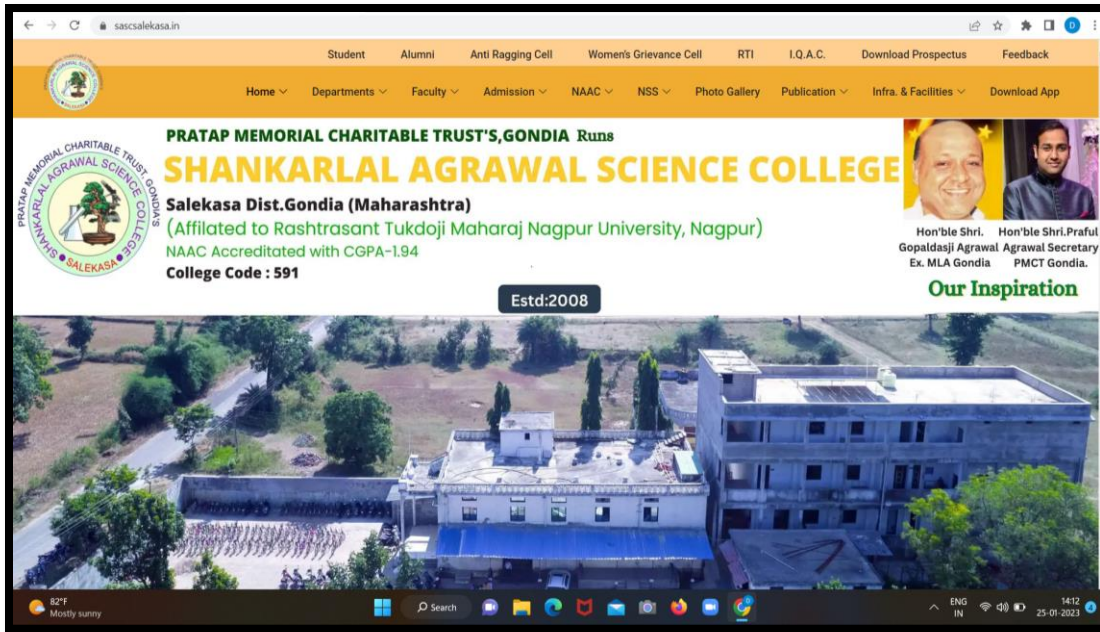 sascsalekasa.in
D
Student Alumni Anti Ragging Cell Women's Grievance Cell RTI I.Q.A.C. Download Prospectus Feedback
Home Departments Faculty Admission NAAC NSS Photo Gallery Publication Infra. & Facilities Download App
PRATAP MEMORIAL CHARITABLE TRUST'S,GONDIA Runs
SHANKARLAL AGRAWAL SCIENCE COLLEGE
Salekasa Dist.Gondia (Maharashtra)
(Affilated to Rashtrasant Tukdoji Maharaj Nagpur University, Nagpur)
NAAC Accreditated with CGPA-1.94
College Code : 591
Estd:2008
PRATAP MEMORIAL CHARITABLE TRUST, GONDIA'S
SHANKARLAL AGRAWAL SCIENCE COLLEGE
SALEKASA
Hon'ble Shri.
Gopaldasji Agrawal
Ex. MLA Gondia
Hon'ble Shri.Praful
Agrawal Secretary
PMCT Gondia.
Our Inspiration
82°F
Mostly sunny
Search
ENG
IN
14:12
25-01-2023